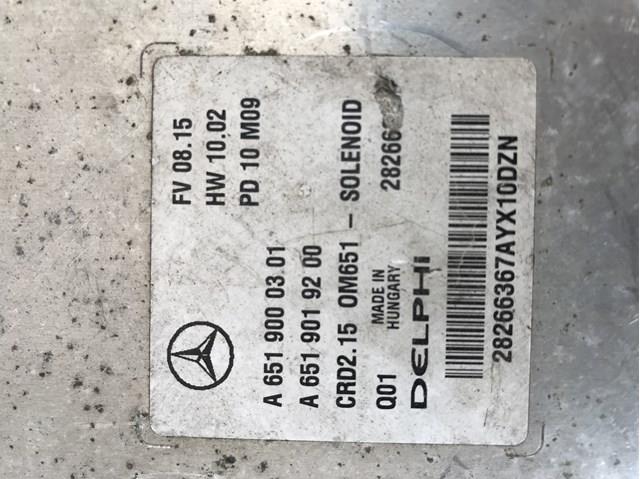 FV 08.15
HW 10.02
A 651 900 03 01 PD 10 M09
A 651 901 92 00
CRD2.15 OM651 – SOLENOID
Q01 MADE IN HUNGARY
DELPHI
28266367AYX10DZN